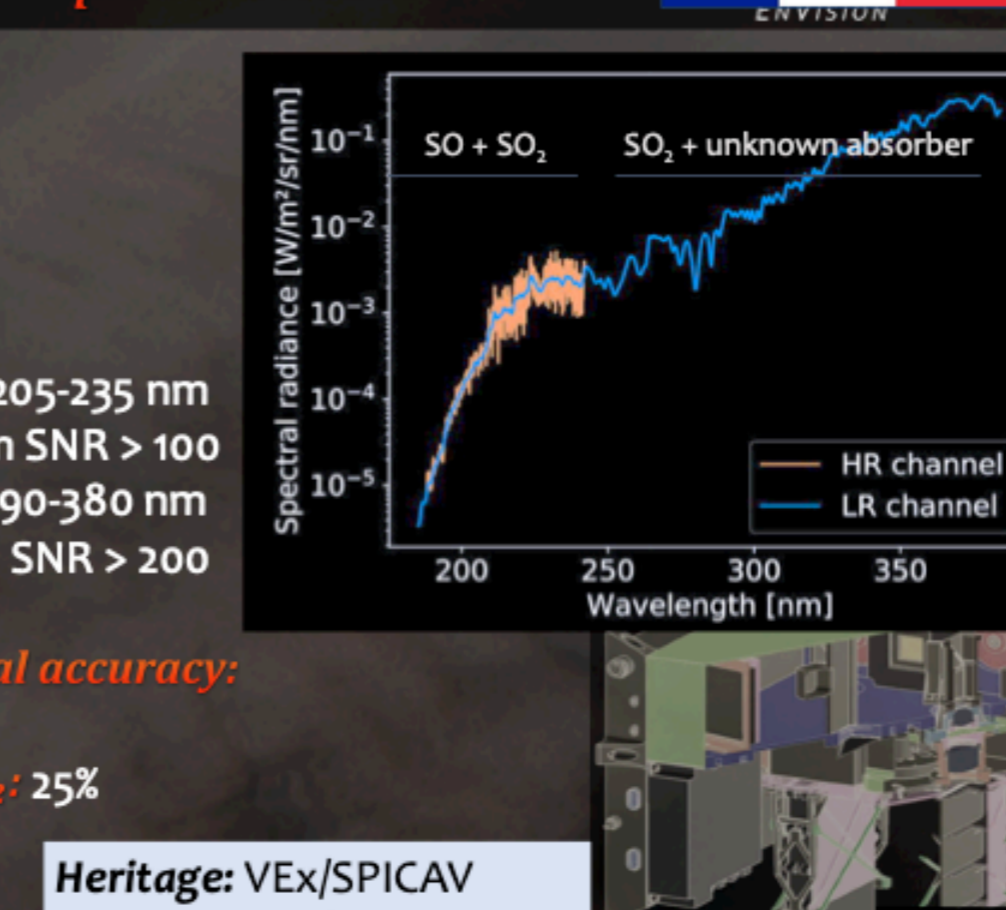 ENVISION
Spectral radiance [W/m²/sr/nm]
10⁻¹
10⁻²
10⁻³
10⁻⁴
10⁻⁵
SO + SO₂
SO₂ + unknown absorber
HR channel
LR channel
200 250 300 350
Wavelength [nm]
205-235 nm
SNR > 100
90-380 nm
SNR > 200
al accuracy:
: 25%
Heritage: VEx/SPICAV